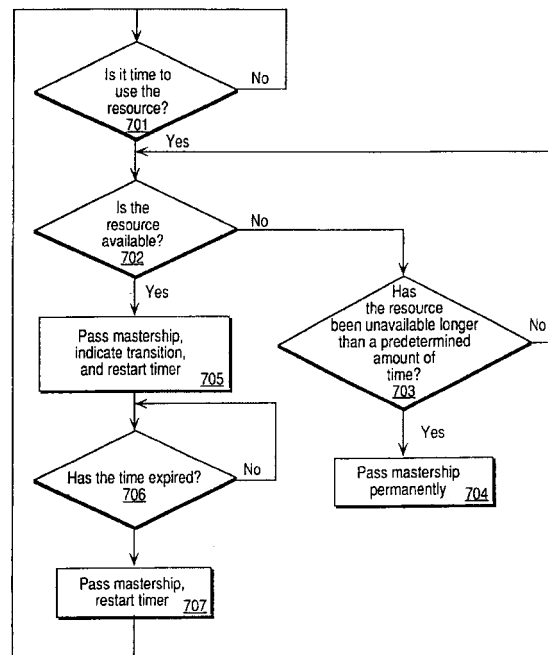 Is it time to
use the
resource?
701
No
Yes
Is the
resource
available?
702
No
Yes
Has
the resource
been unavailable longer
than a predetermined
amount of
time?
703
No
Yes
Pass mastership
permanently 704
Pass mastership,
indicate transition,
and restart timer 705
Has the time expired?
706
No
Pass mastership,
restart timer 707